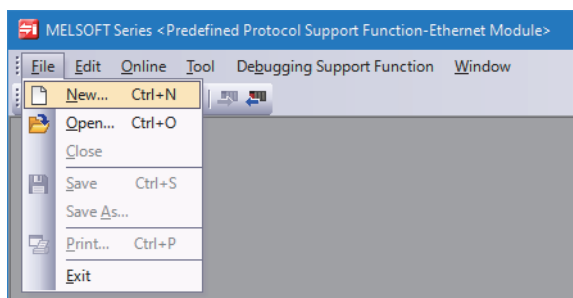 MELSOFT Series <Predefined Protocol Support Function-Ethernet Module>
File Edit Online Tool Debugging Support Function Window
New... Ctrl+N
Open... Ctrl+O
Close
Save Ctrl+S
Save As...
Print... Ctrl+P
Exit